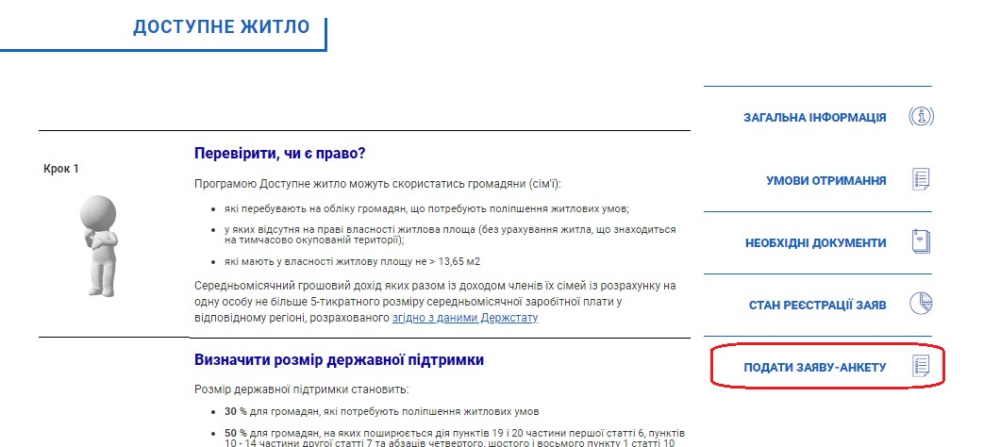 ДОСТУПНЕ ЖИТЛО
Крок 1
Перевірити, чи є право?
Програмою Доступне житло можуть скористатись громадяни (сім'ї):
• які перебувають на обліку громадян, що потребують поліпшення житлових умов;
• у яких відсутня на праві власності житлова площа (без урахування житла, що знаходиться
на тимчасово окупованій території);
• які мають у власності житлову площу не > 13,65 м2
Середньомісячний грошовий дохід яких разом із доходом членів їх сімей із розрахунку на
одну особу не більше 5-тикратного розміру середньомісячної заробітної плати у
відповідному регіоні, розрахованого згідно з даними Держстату
Визначити розмір державної підтримки
Розмір державної підтримки становить:
• 30 % для громадян, які потребують поліпшення житлових умов
• 50 % для громадян, на яких поширюється дія пунктів 19 і 20 частини першої статті 6, пунктів
10 - 14 частини другої статті 7 та абзаців четвертого, шостого і восьмого пункту 1 статті 10
ЗАГАЛЬНА ІНФОРМАЦІЯ
УМОВИ ОТРИМАННЯ
НЕОБХІДНІ ДОКУМЕНТИ
СТАН РЕЄСТРАЦІЇ ЗАЯВ
ПОДАТИ ЗАЯВУ-АНКЕТУ